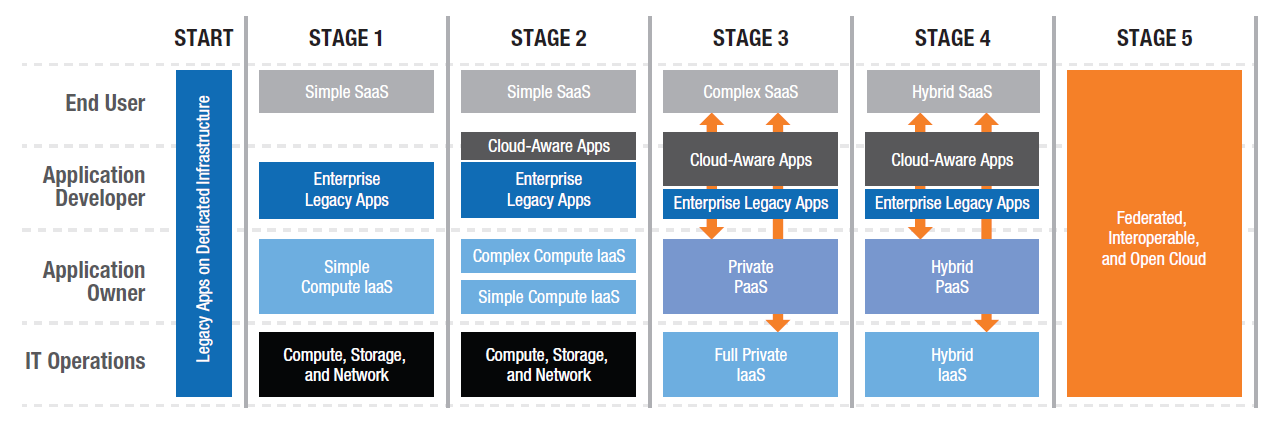 START
STAGE 1
STAGE 2
STAGE 3
STAGE 4
STAGE 5
End User
Legacy Apps on Dedicated Infrastructure
Simple SaaS
Simple SaaS
Complex SaaS
Hybrid SaaS
Application
Developer
Enterprise
Legacy Apps
Cloud-Aware Apps
Enterprise
Legacy Apps
Cloud-Aware Apps
Enterprise Legacy Apps
Cloud-Aware Apps
Enterprise Legacy Apps
Federated,
Interoperable,
and Open Cloud
Application
Owner
Simple
Compute IaaS
Complex Compute IaaS
Simple Compute IaaS
Private
PaaS
Hybrid
PaaS
IT Operations
Compute, Storage,
and Network
Compute, Storage,
and Network
Full Private
IaaS
Hybrid
IaaS